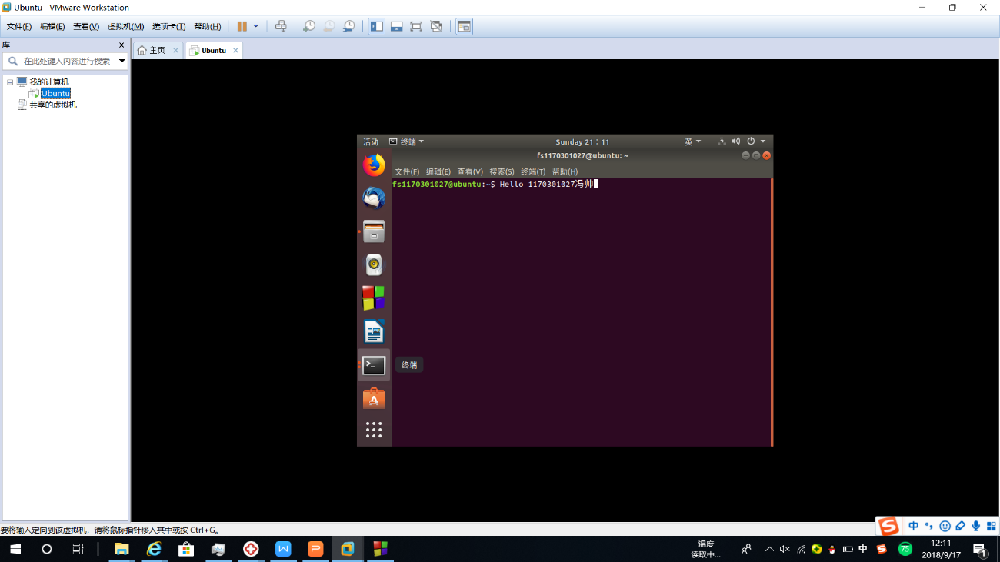 Ubuntu - VMware Workstation
文件(F) 编辑(E) 查看(V) 虚拟机(M) 选项卡(T) 帮助(H)
库
主页
Ubuntu
在此处键入内容进行搜索
我的计算机
Ubuntu
共享的虚拟机
活动 终端 Sunday 21:11 英
fs1170301027@ubuntu: ~
文件(F) 编辑(E) 查看(V) 搜索(S) 终端(T) 帮助(H)
fs1170301027@ubuntu:~$ Hello 1170301027冯帅
终端
要将输入定向到该虚拟机，请将鼠标指针移入其中或按 Ctrl+G。
中
温度
读取中...
中
75
12:11
2018/9/17
1